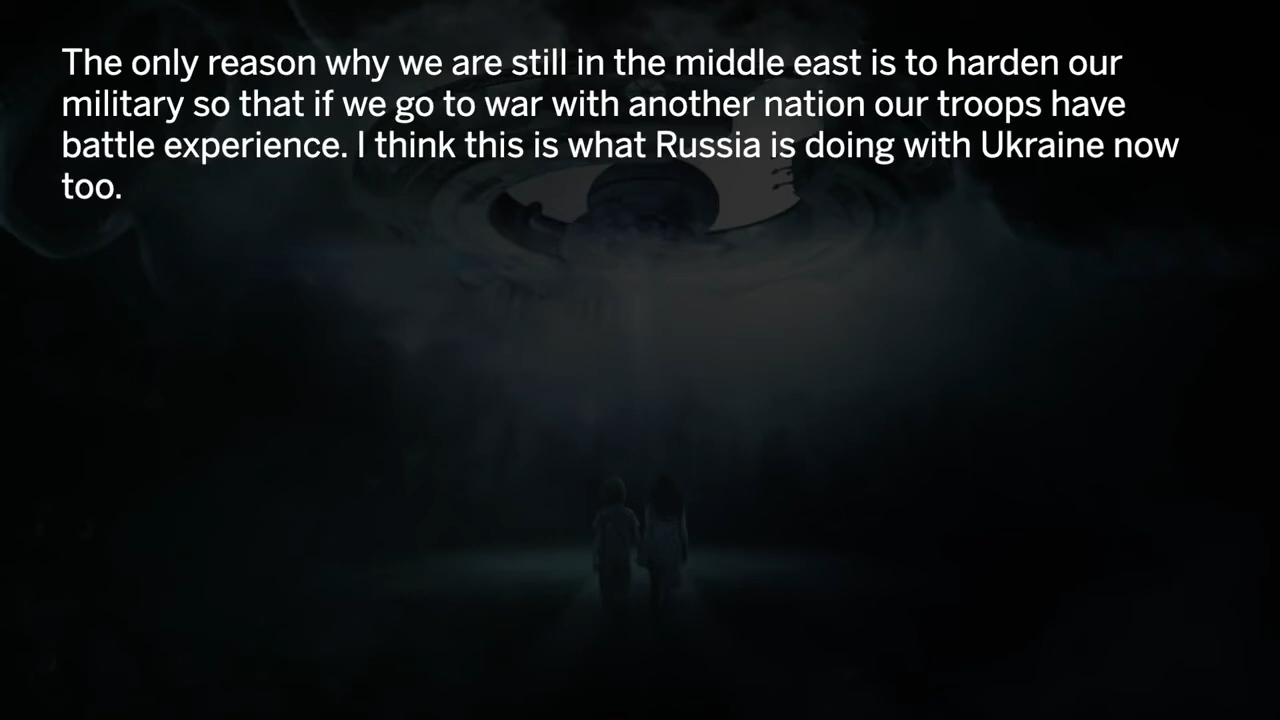 The only reason why we are still in the middle east is to harden our
military so that if we go to war with another nation our troops have
battle experience. I think this is what Russia is doing with Ukraine now
too.